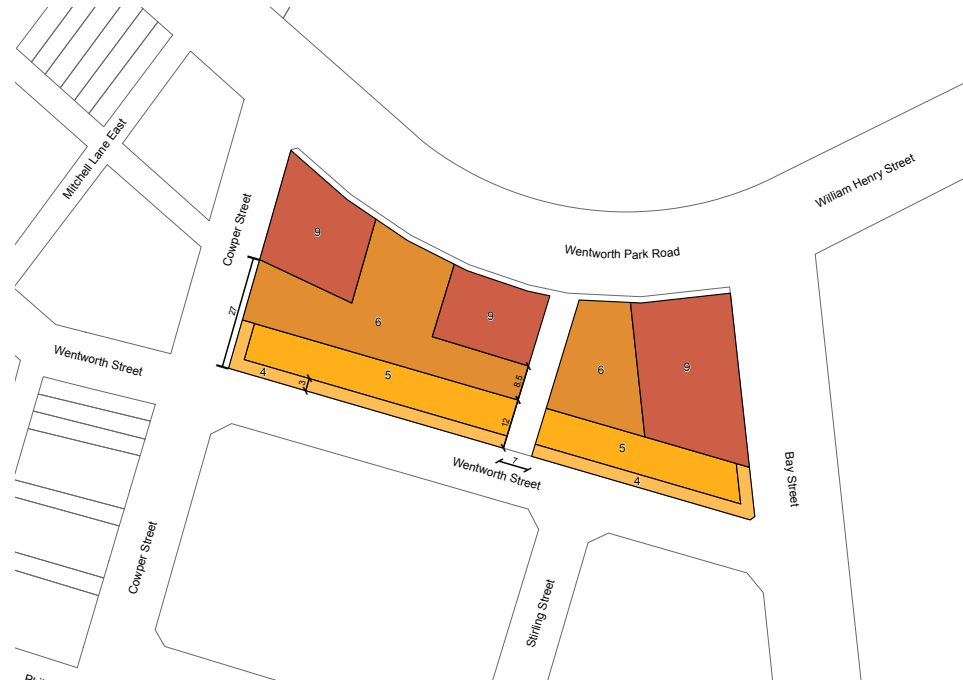 Mitchell Lane East
William Henry Street
Cowper Street
9
Wentworth Park Road
27
6
9
8.5
6
9
Wentworth Street
4
3
5
12
5
7
Wentworth Street
4
Bay Street
Cowper Street
Stirling Street